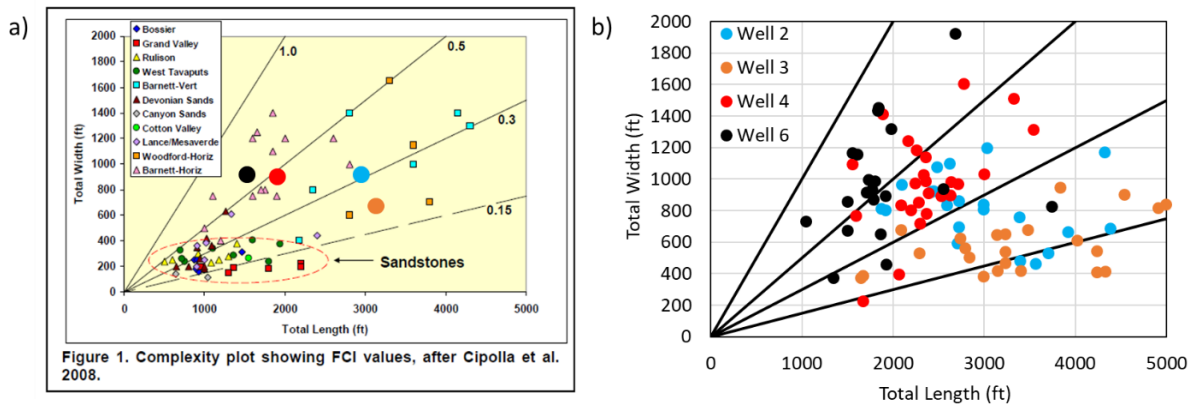 a)
Total Width (ft)
2000
1800
1600
1400
1200
1000
800
600
400
200
0
Bossier
Grand Valley
Rulison
West Tavaputs
Barnett-Vert
Devonian Sands
Canyon Sands
Cotton Valley
Lance/Mesaverde
Woodford-Horiz
Barnett-Horiz
1.0
0.5
0.3
0.15
Sandstones
0 1000 2000 3000 4000 5000
Total Length (ft)
Figure 1. Complexity plot showing FCI values, after Cipolla et al.
2008.
b)
Total Width (ft)
2000
1800
1600
1400
1200
1000
800
600
400
200
0
Well 2
Well 3
Well 4
Well 6
0 1000 2000 3000 4000 5000
Total Length (ft)